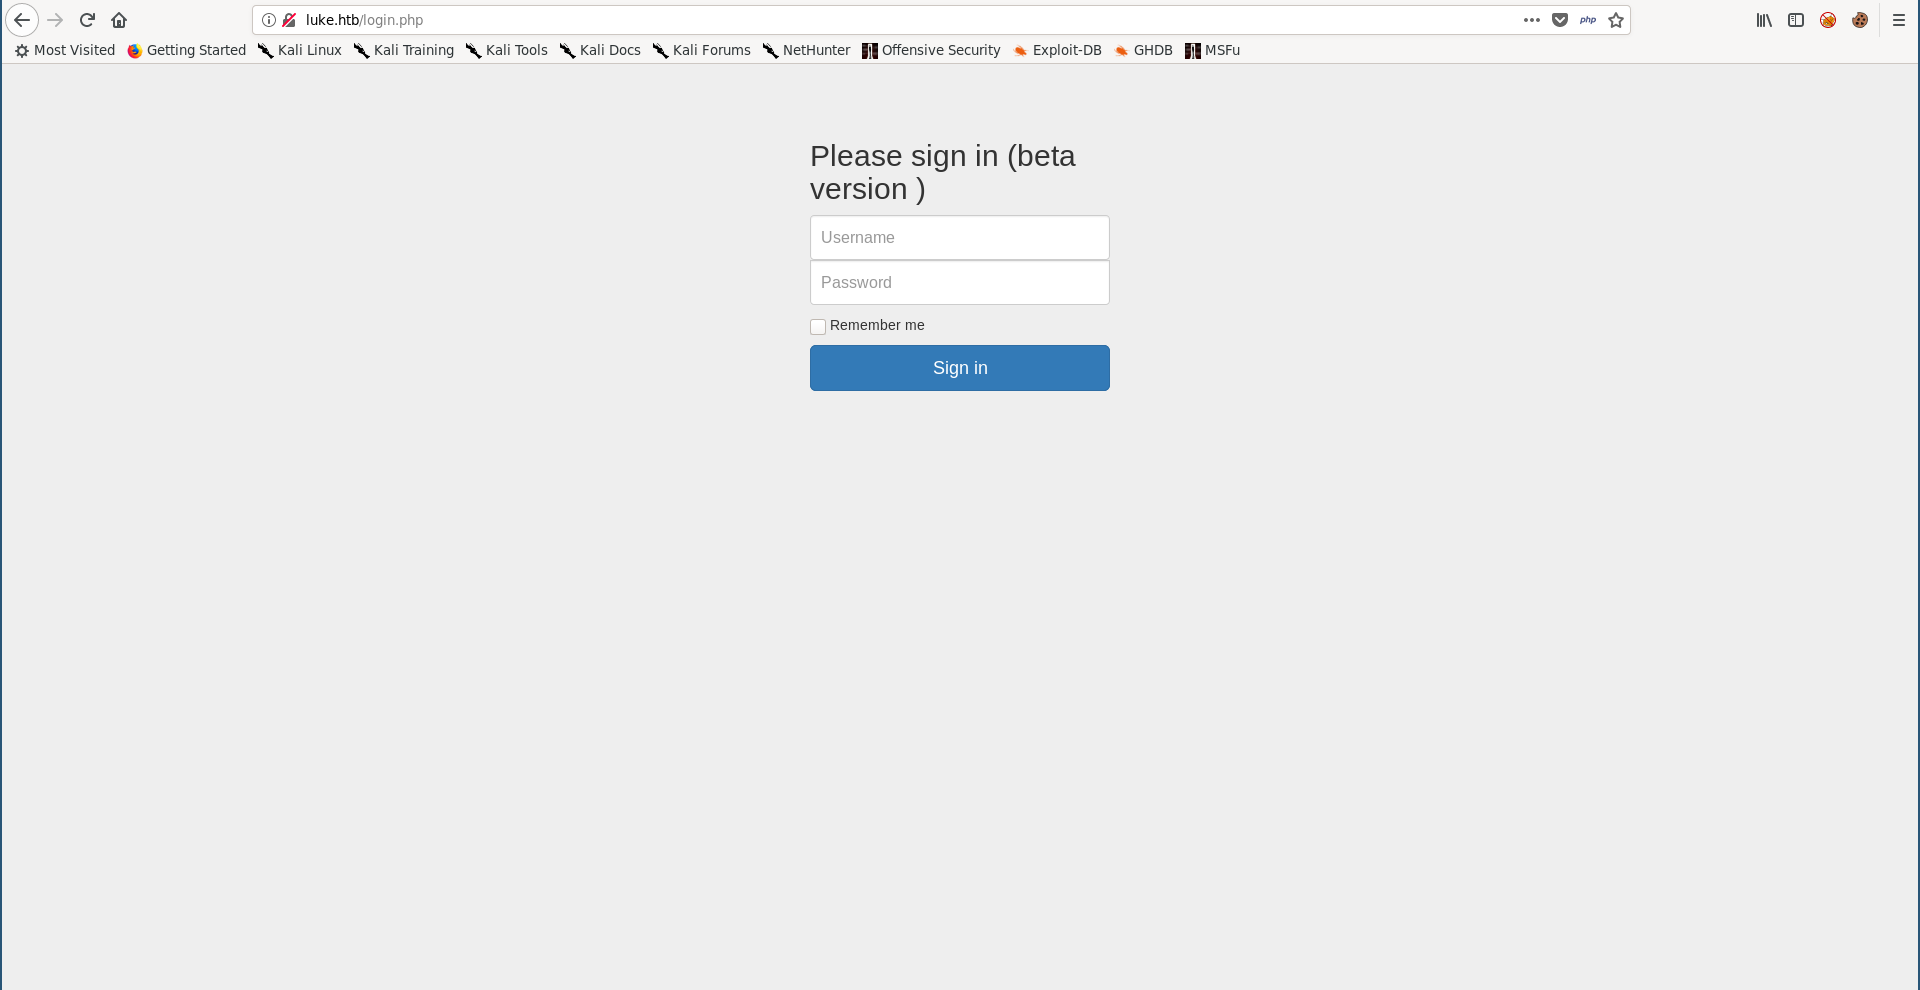 luke.htb/login.php
php
Most Visited Getting Started Kali Linux Kali Training Kali Tools Kali Docs Kali Forums NetHunter Offensive Security Exploit-DB GHDB MSFu
Please sign in (beta
version )
Username
Password
Remember me
Sign in